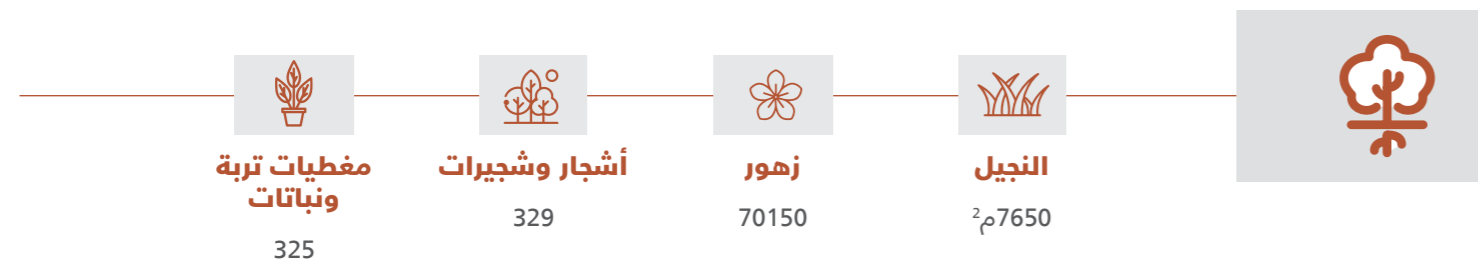 النجيل
7650م²
زهور
70150
أشجار وشجيرات
329
مغطيات تربة
ونباتات
325